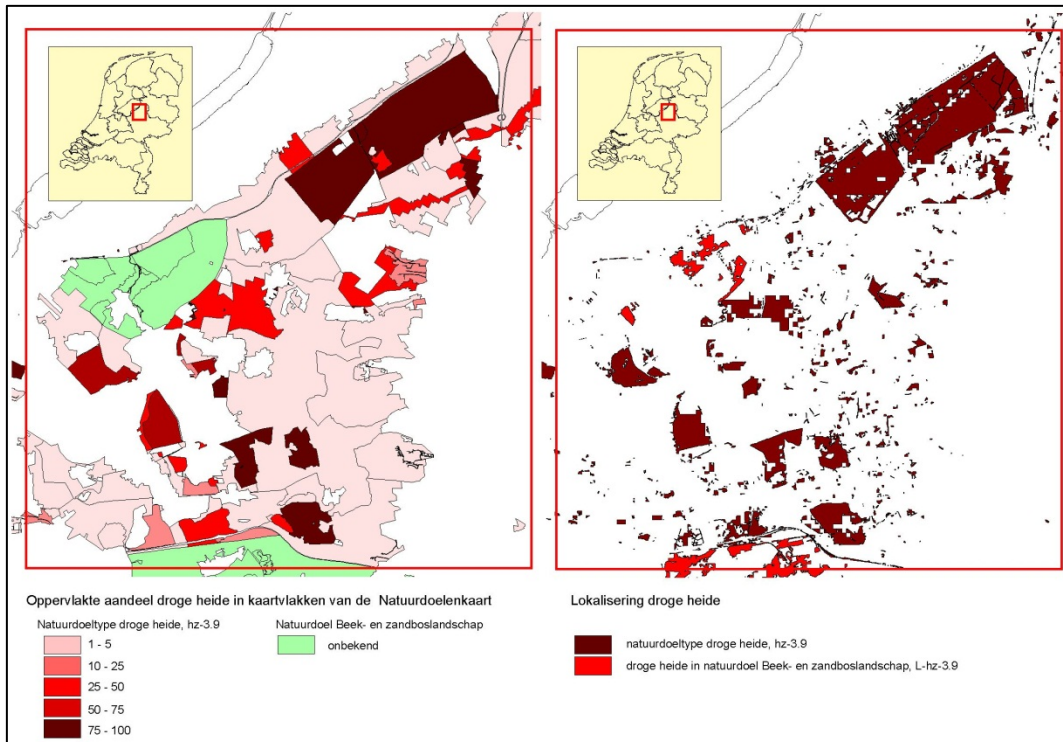 Oppervlakte aandeel droge heide in kaartvlakken van de Natuurdoelenkaart
Natuurdoeltype droge heide, hz-3.9
1 - 5
10 - 25
25 - 50
50 - 75
75 - 100
Natuurdoel Beek- en zandboslandschap
onbekend
Lokalisering droge heide
natuurdoeltype droge heide, hz-3.9
droge heide in natuurdoel Beek- en zandboslandschap, L-hz-3.9